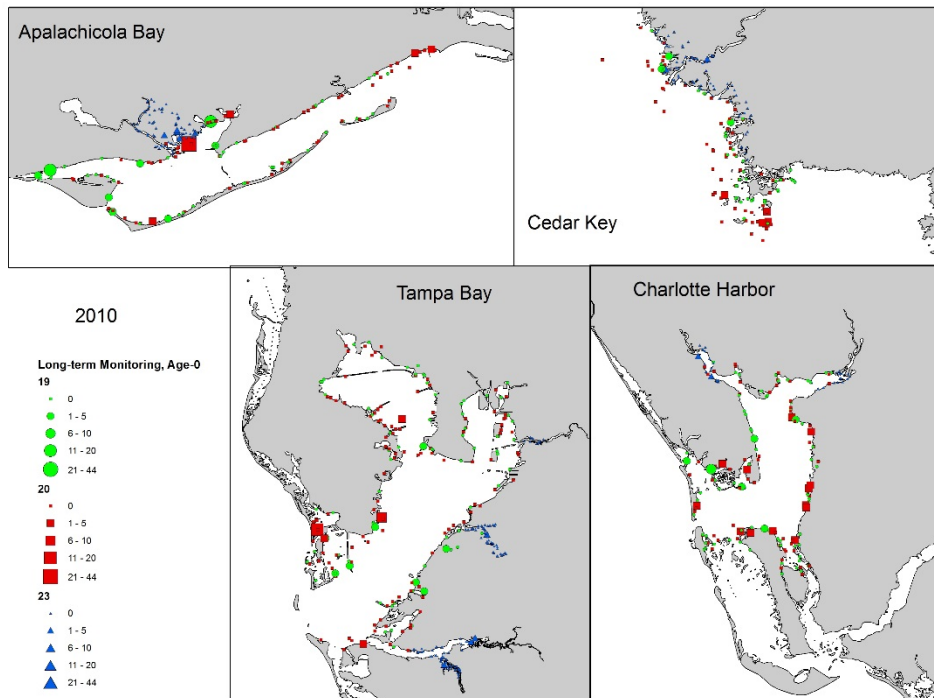 Apalachicola Bay
Cedar Key
2010
Long-term Monitoring, Age-0
19
0
1 - 5
6 - 10
11 - 20
21 - 44
20
0
1 - 5
6 - 10
11 - 20
21 - 44
23
0
1 - 5
6 - 10
11 - 20
21 - 44
Tampa Bay
Charlotte Harbor